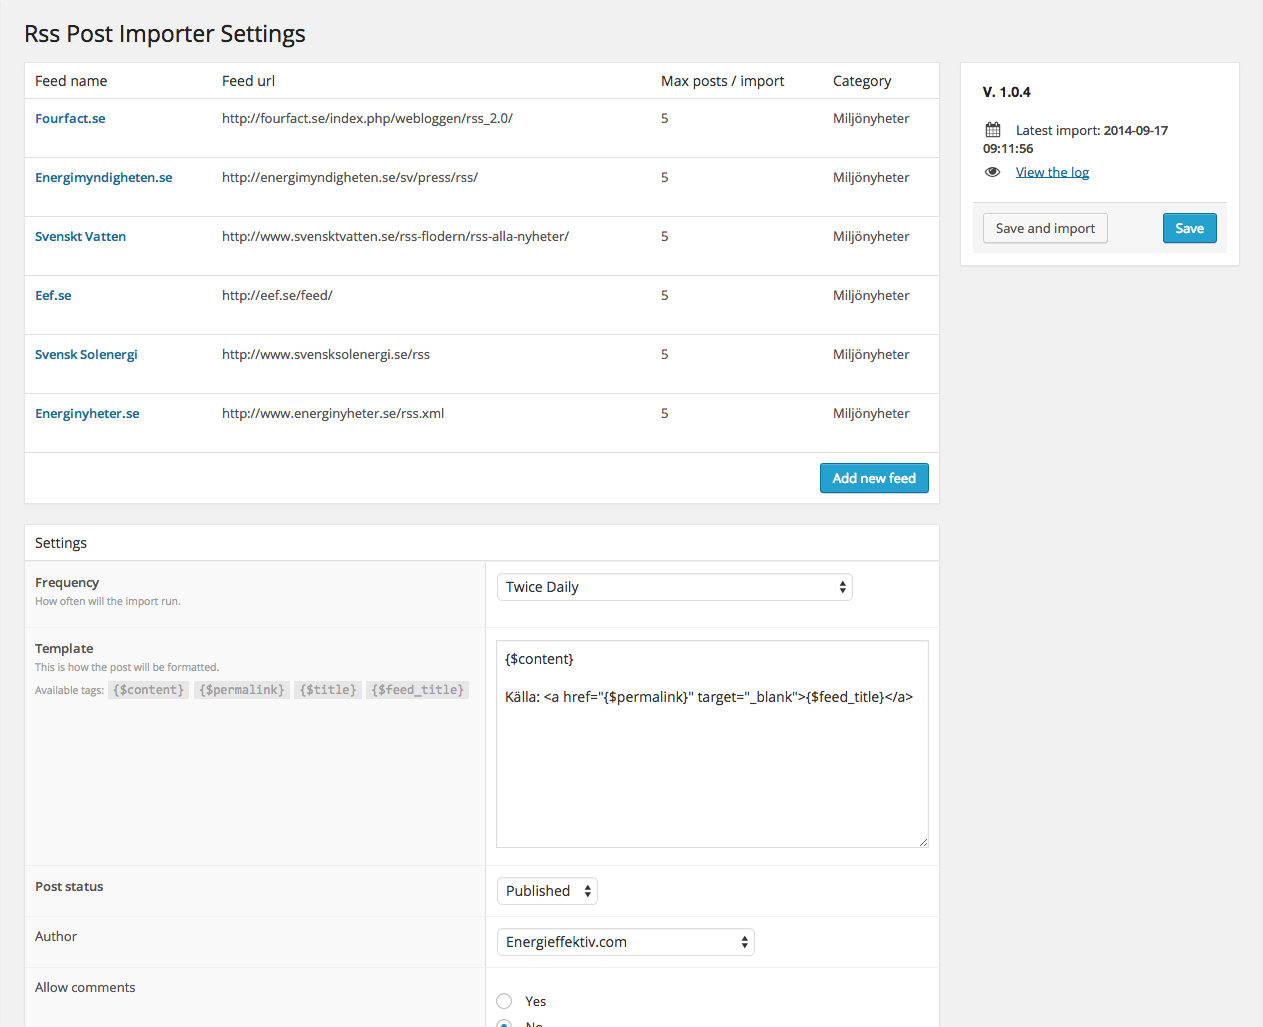 Rss Post Importer Settings
Feed name Feed url Max posts / import Category
Fourfact.se http://fourfact.se/index.php/webloggen/rss_2.0/ 5 Miljönyheter
Energimyndigheten.se http://energimyndigheten.se/sv/press/rss/ 5 Miljönyheter
Svenskt Vatten http://www.svensktvatten.se/rss-flodern/rss-alla-nyheter/ 5 Miljönyheter
Eef.se http://eef.se/feed/ 5 Miljönyheter
Svensk Solenergi http://www.svensksolenergi.se/rss 5 Miljönyheter
Energinyheter.se http://www.energinyheter.se/rss.xml 5 Miljönyheter
Add new feed
V. 1.0.4
Latest import: 2014-09-17
09:11:56
View the log
Save and import Save
Settings
Frequency
How often will the import run.
Twice Daily
Template
This is how the post will be formatted.
Available tags: {$content} {$permalink} {$title} {$feed_title}
{$content}
Källa: <a href="{$permalink}" target="_blank">{$feed_title}</a>
Post status Published
Author Energieffektiv.com
Allow comments
Yes
No